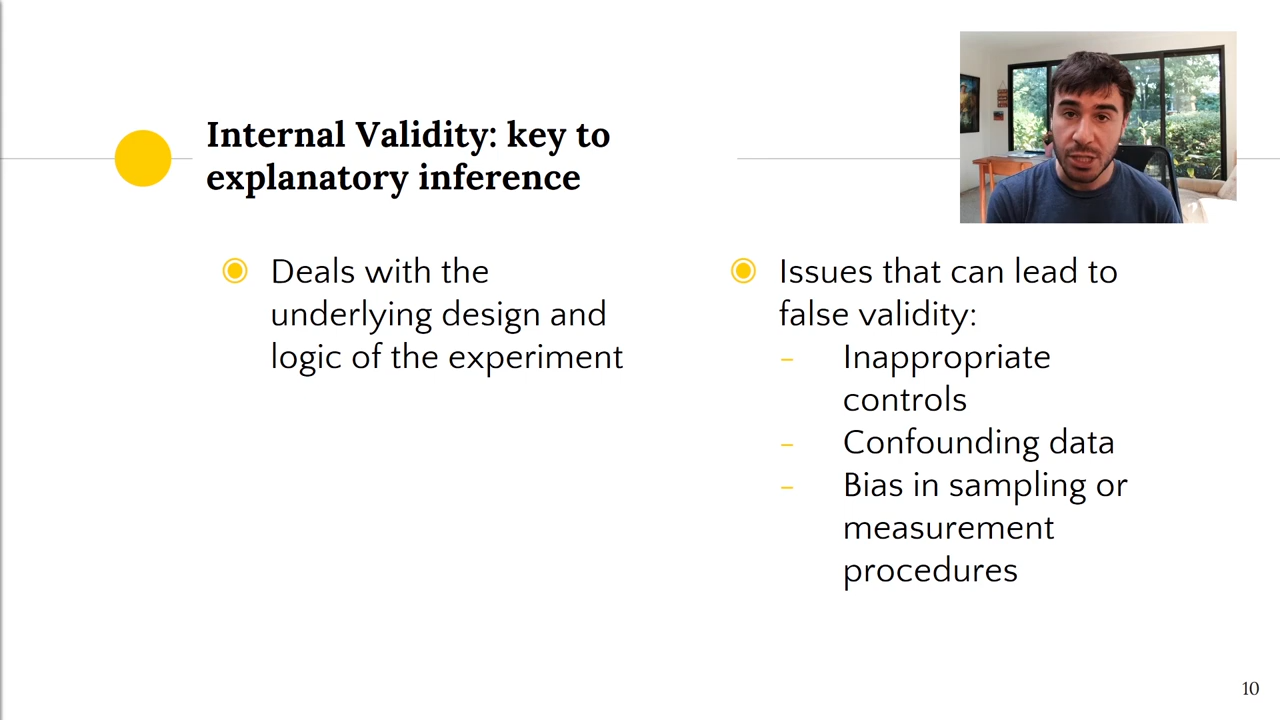 Internal Validity: key to
explanatory inference
Deals with the
underlying design and
logic of the experiment
Issues that can lead to
false validity:
– Inappropriate
controls
– Confounding data
– Bias in sampling or
measurement
procedures
10